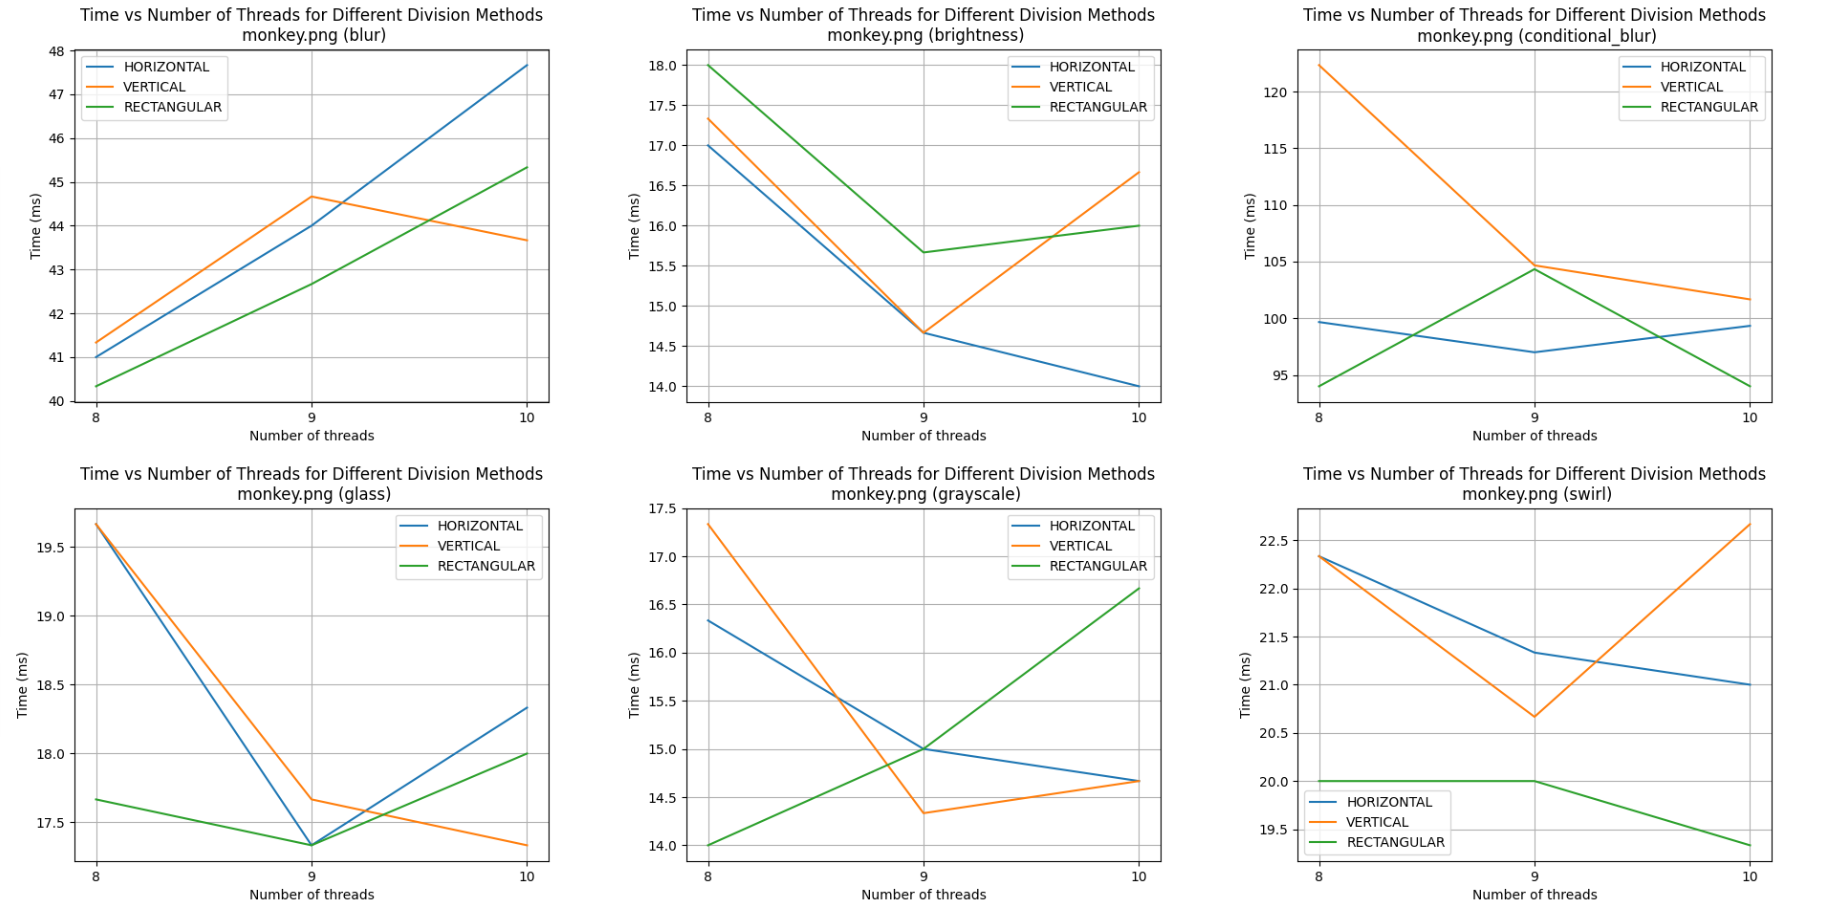 Time vs Number of Threads for Different Division Methods
monkey.png (blur)
HORIZONTAL
VERTICAL
RECTANGULAR
48
47
46
45
44
43
42
41
40
Time (ms)
8 9 10
Number of threads
Time vs Number of Threads for Different Division Methods
monkey.png (brightness)
HORIZONTAL
VERTICAL
RECTANGULAR
18.0
17.5
17.0
16.5
16.0
15.5
15.0
14.5
14.0
Time (ms)
8 9 10
Number of threads
Time vs Number of Threads for Different Division Methods
monkey.png (conditional_blur)
HORIZONTAL
VERTICAL
RECTANGULAR
120
115
110
105
100
95
Time (ms)
8 9 10
Number of threads
Time vs Number of Threads for Different Division Methods
monkey.png (glass)
HORIZONTAL
VERTICAL
RECTANGULAR
19.5
19.0
18.5
18.0
17.5
Time (ms)
8 9 10
Number of threads
Time vs Number of Threads for Different Division Methods
monkey.png (grayscale)
HORIZONTAL
VERTICAL
RECTANGULAR
17.5
17.0
16.5
16.0
15.5
15.0
14.5
14.0
Time (ms)
8 9 10
Number of threads
Time vs Number of Threads for Different Division Methods
monkey.png (swirl)
22.5
22.0
21.5
21.0
20.5
20.0
19.5
Time (ms)
HORIZONTAL
VERTICAL
RECTANGULAR
8 9 10
Number of threads